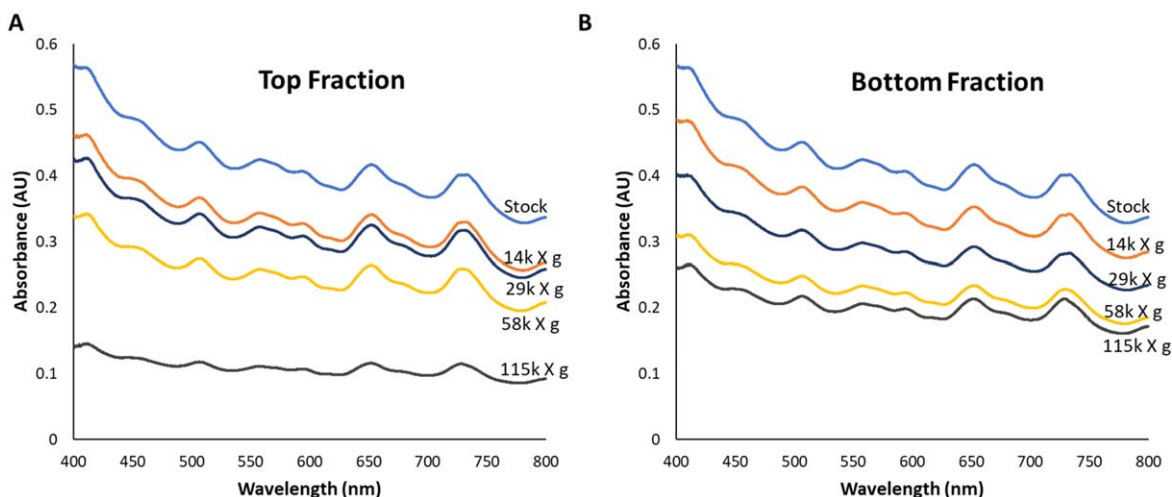 A
Top Fraction
Absorbance (AU)
0.6
0.5
0.4
0.3
0.2
0.1
0
Stock
14k X g
29k X g
58k X g
115k X g
400 450 500 550 600 650 700 750 800
Wavelength (nm)
B
Bottom Fraction
Absorbance (AU)
0.6
0.5
0.4
0.3
0.2
0.1
0
Stock
14k X g
29k X g
58k X g
115k X g
400 450 500 550 600 650 700 750 800
Wavelength (nm)